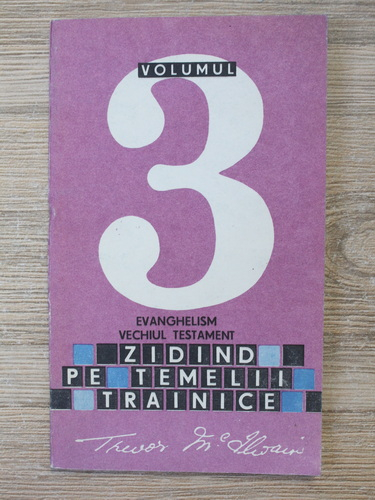 VOLUMUL
3
EVANGHELISM
VECHIUL TESTAMENT
ZIDIND
PE TEMELII
TRAINICE
Trevor McIlwain